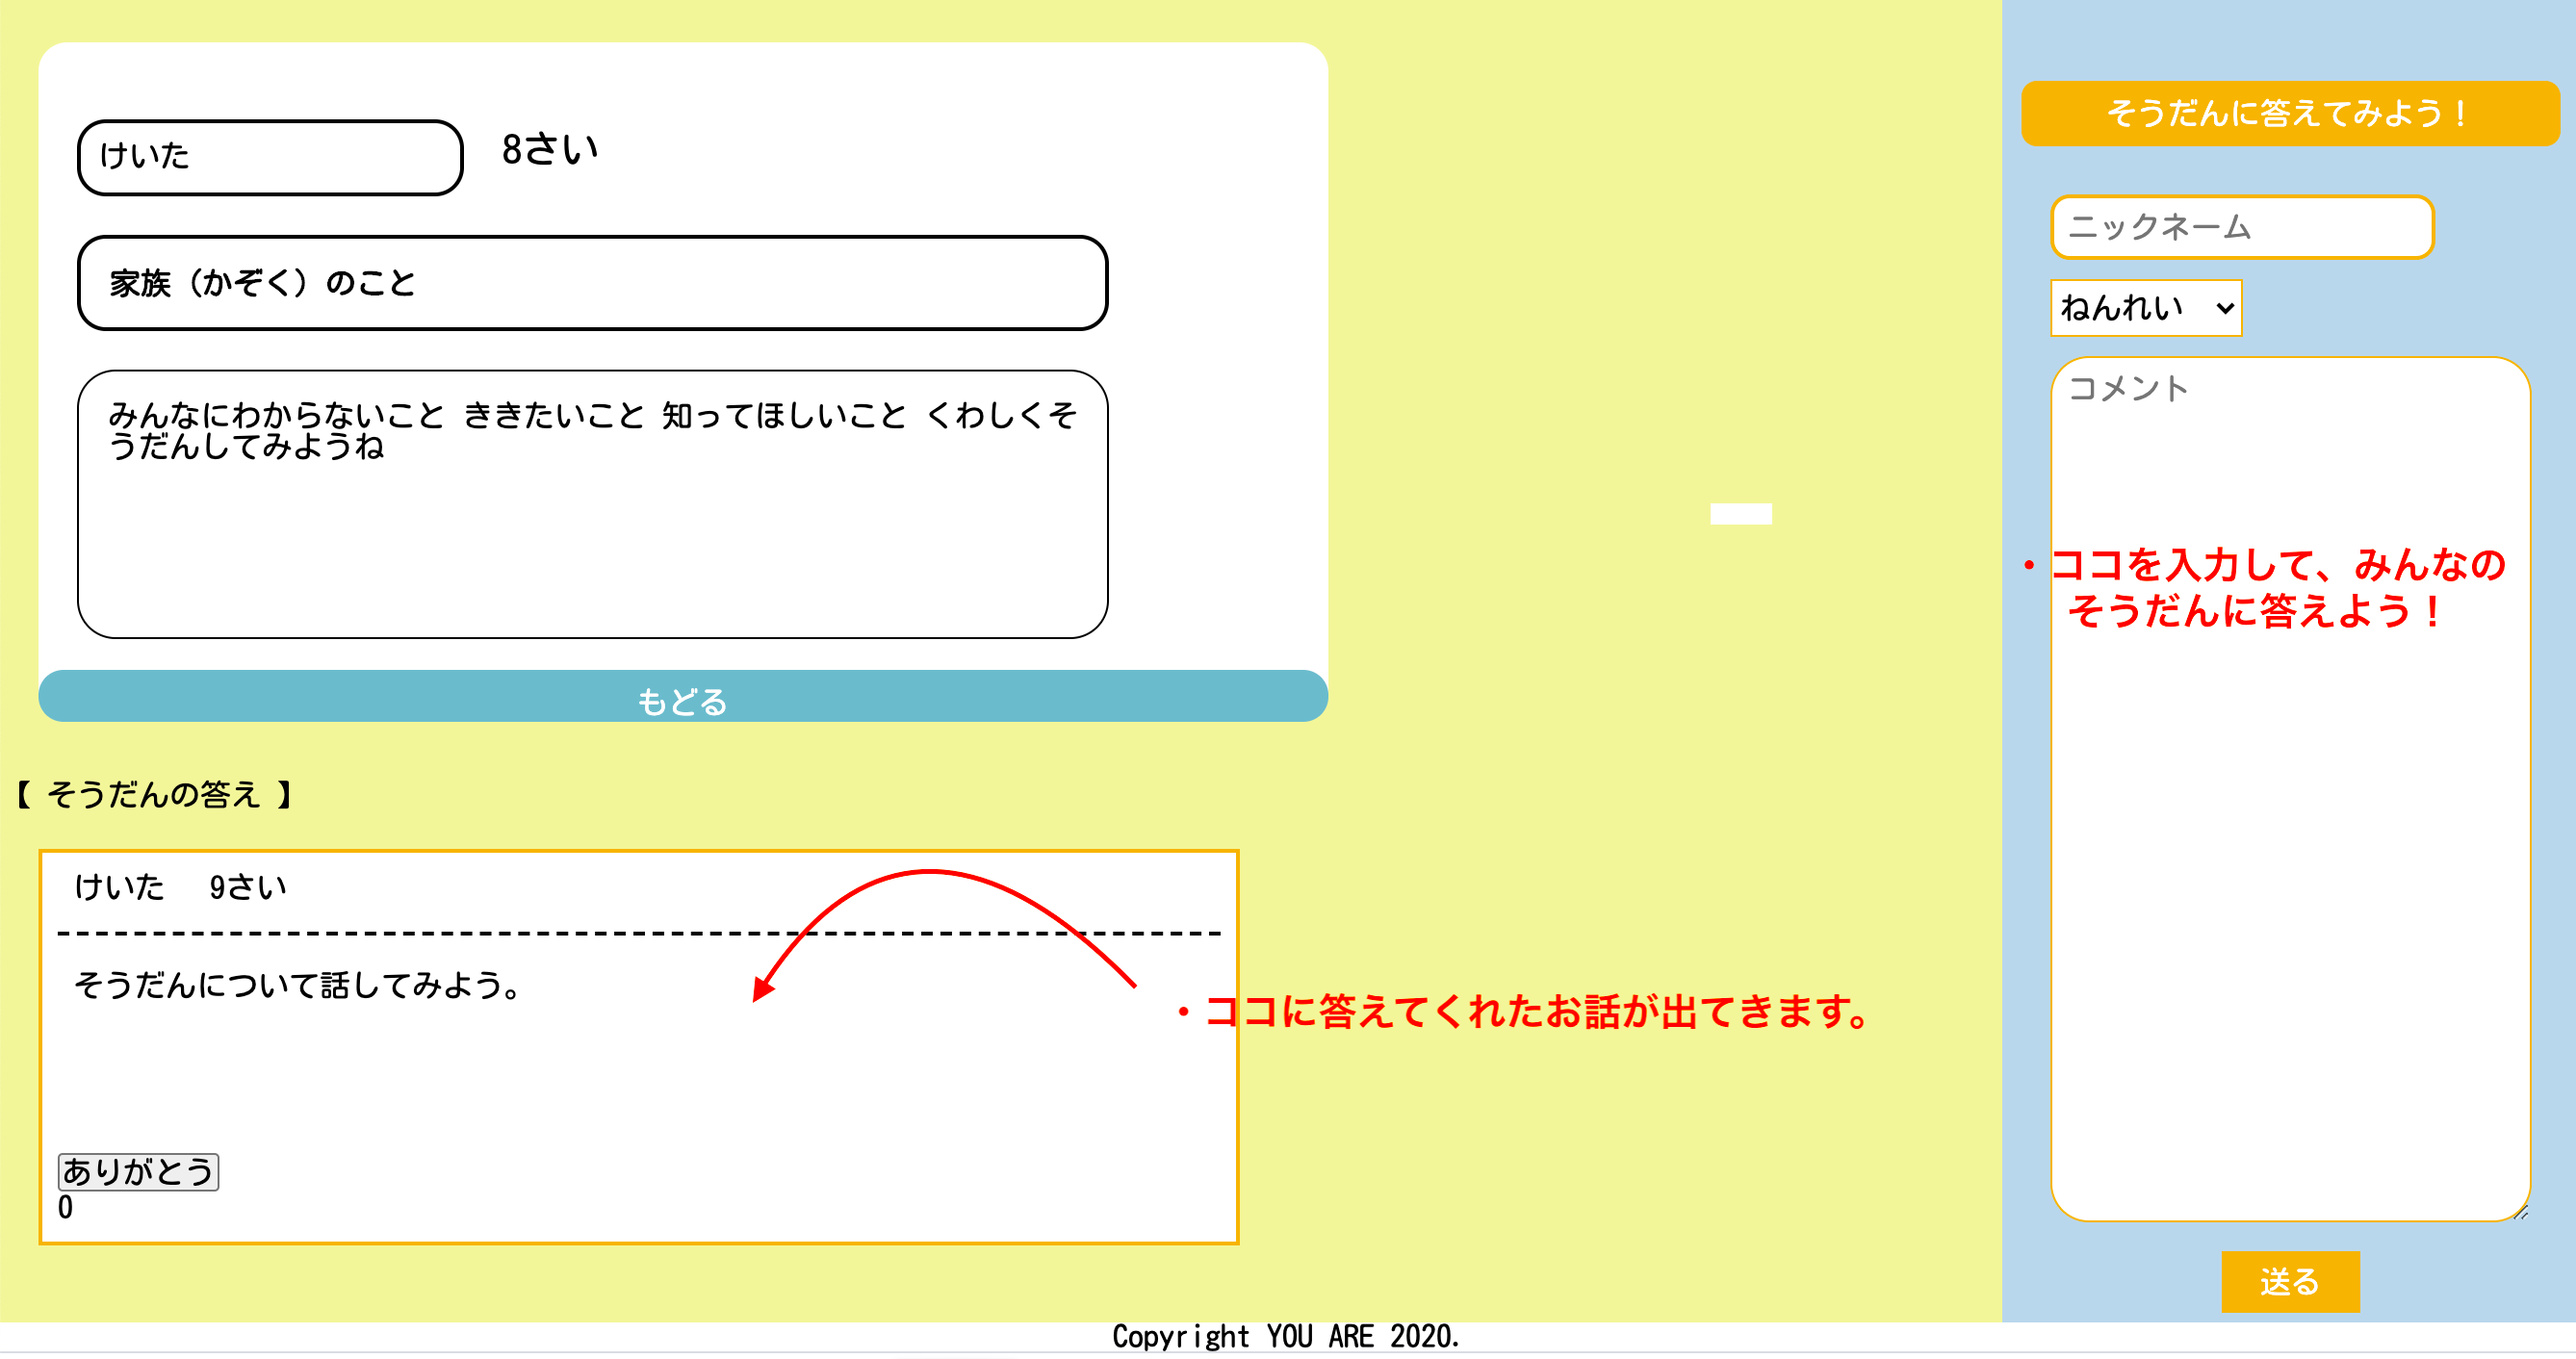 けいた
8さい
家族（かぞく）のこと
みんなにわからないこと ききたいこと 知ってほしいこと くわしくそ
うだんしてみようね
もどる
【 そうだんの答え 】
けいた 9さい
そうだんについて話してみよう。
・ココに答えてくれたお話が出てきます。
ありがとう
0
そうだんに答えてみよう！
ニックネーム
ねんれい
コメント
・ココを入力して、みんなの
そうだんに答えよう！
送る
Copyright YOU ARE 2020.